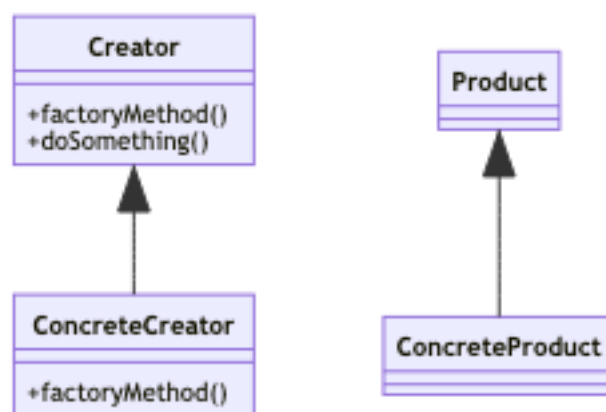 Creator
+factoryMethod()
+doSomething()
Product
ConcreteCreator
+factoryMethod()
ConcreteProduct